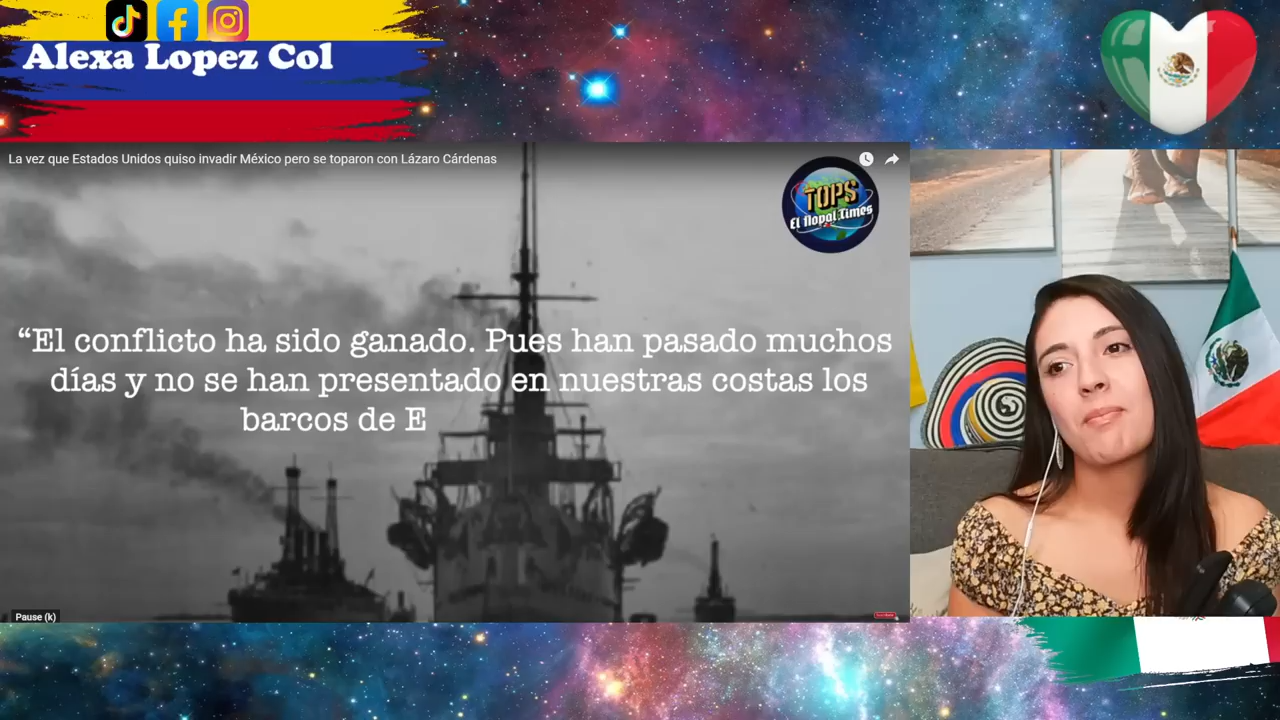 Alexa Lopez Col
La vez que Estados Unidos quiso invadir México pero se toparon con Lázaro Cárdenas
TOPS
El Nopal Times
“El conflicto ha sido ganado. Pues han pasado muchos
días y no se han presentado en nuestras costas los
barcos de E
Pause (k)